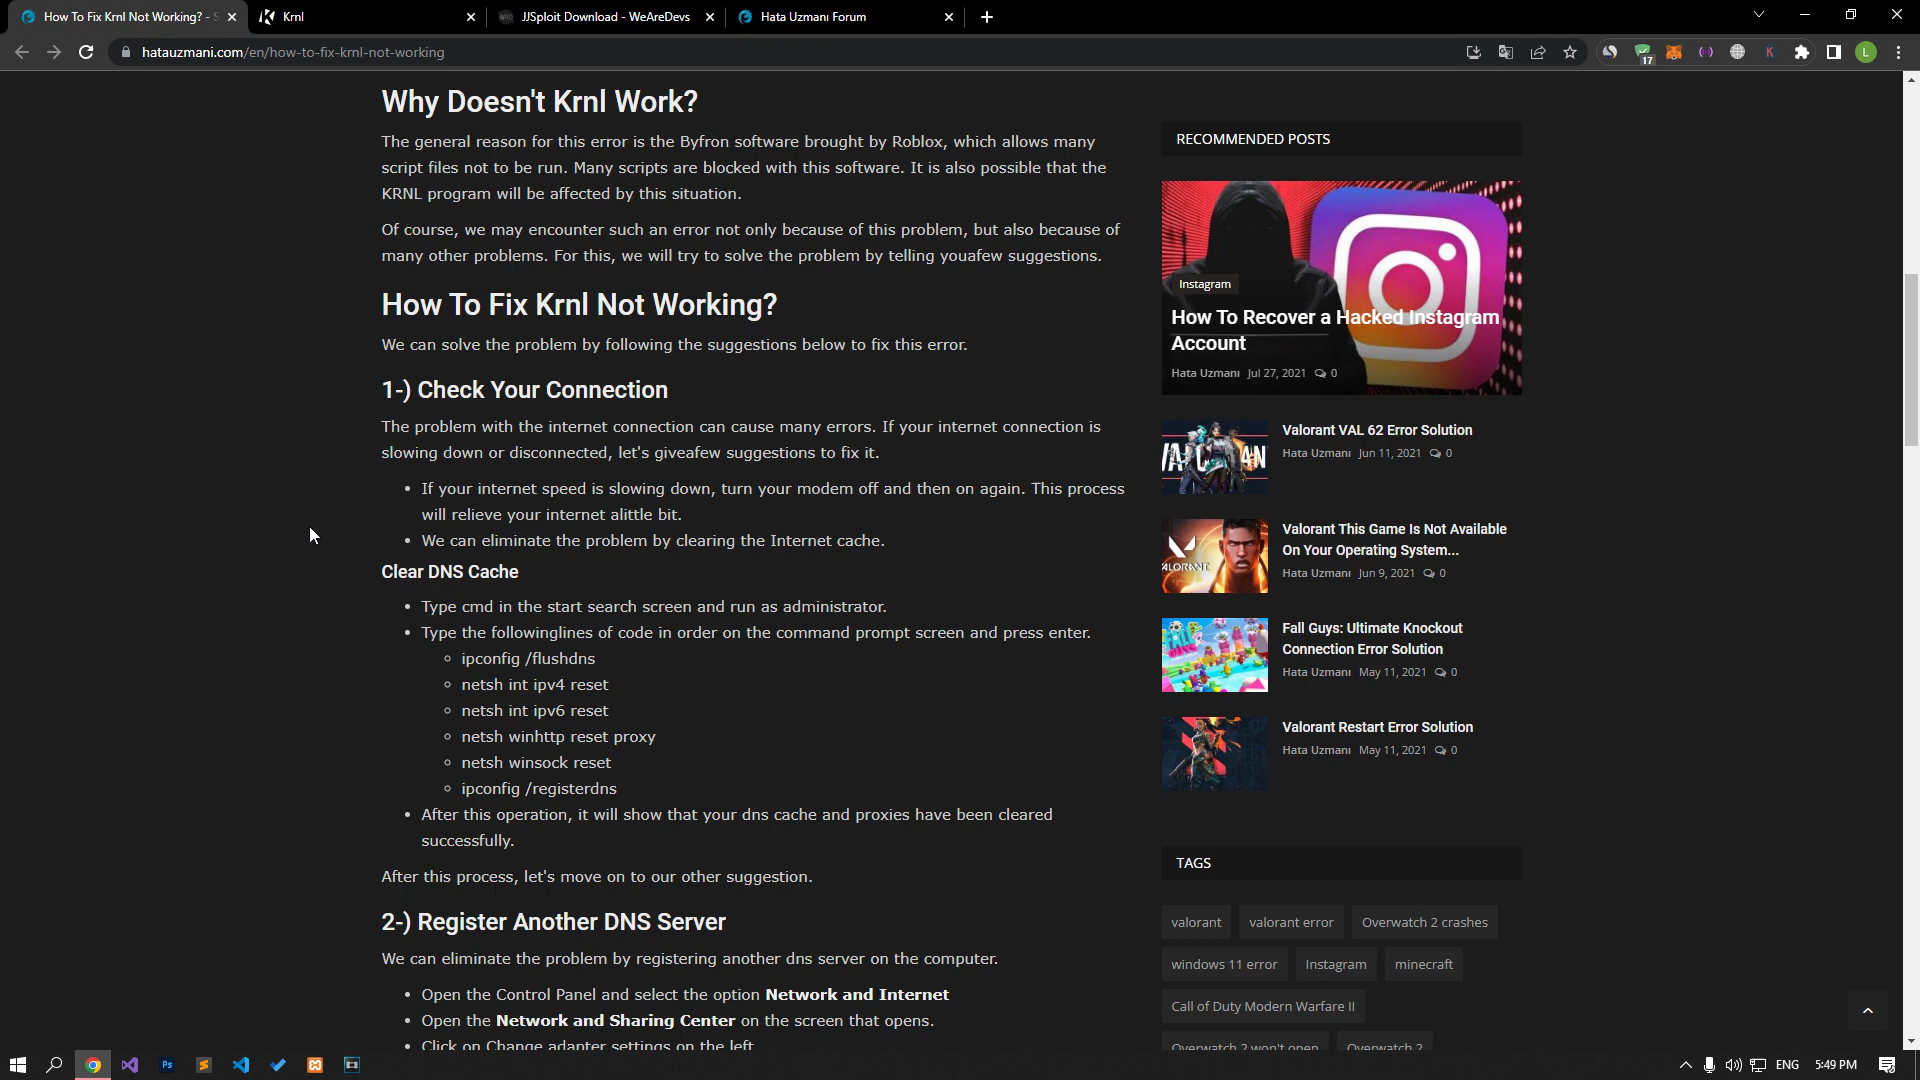 How To Fix Krnl Not Working? - S
Krnl
JJSploit Download - WeAreDevs
Hata Uzmanı Forum
hatauzmani.com/en/how-to-fix-krnl-not-working
17
K
L
Why Doesn't Krnl Work?
The general reason for this error is the Byfron software brought by Roblox, which allows many
script files not to be run. Many scripts are blocked with this software. It is also possible that the
KRNL program will be affected by this situation.
Of course, we may encounter such an error not only because of this problem, but also because of
many other problems. For this, we will try to solve the problem by telling youafew suggestions.
How To Fix Krnl Not Working?
We can solve the problem by following the suggestions below to fix this error.
1-) Check Your Connection
The problem with the internet connection can cause many errors. If your internet connection is
slowing down or disconnected, let's giveafew suggestions to fix it.
• If your internet speed is slowing down, turn your modem off and then on again. This process
will relieve your internet alittle bit.
• We can eliminate the problem by clearing the Internet cache.
Clear DNS Cache
• Type cmd in the start search screen and run as administrator.
• Type the followinglines of code in order on the command prompt screen and press enter.
◦ ipconfig /flushdns
◦ netsh int ipv4 reset
◦ netsh int ipv6 reset
◦ netsh winhttp reset proxy
◦ netsh winsock reset
◦ ipconfig /registerdns
• After this operation, it will show that your dns cache and proxies have been cleared
successfully.
After this process, let's move on to our other suggestion.
2-) Register Another DNS Server
We can eliminate the problem by registering another dns server on the computer.
• Open the Control Panel and select the option Network and Internet
• Open the Network and Sharing Center on the screen that opens.
• Click on Change adapter settings on the left
RECOMMENDED POSTS
Instagram
How To Recover a Hacked Instagram
Account
Hata Uzmanı Jul 27, 2021 0
Valorant VAL 62 Error Solution
Hata Uzmanı Jun 11, 2021 0
Valorant This Game Is Not Available
On Your Operating System...
Hata Uzmanı Jun 9, 2021 0
VALORANT
Fall Guys: Ultimate Knockout
Connection Error Solution
Hata Uzmanı May 11, 2021 0
Valorant Restart Error Solution
Hata Uzmanı May 11, 2021 0
TAGS
valorant
valorant error
Overwatch 2 crashes
windows 11 error
Instagram
minecraft
Call of Duty Modern Warfare II
Overwatch 2 won't open
Overwatch 2
Ps
ENG
5:49 PM